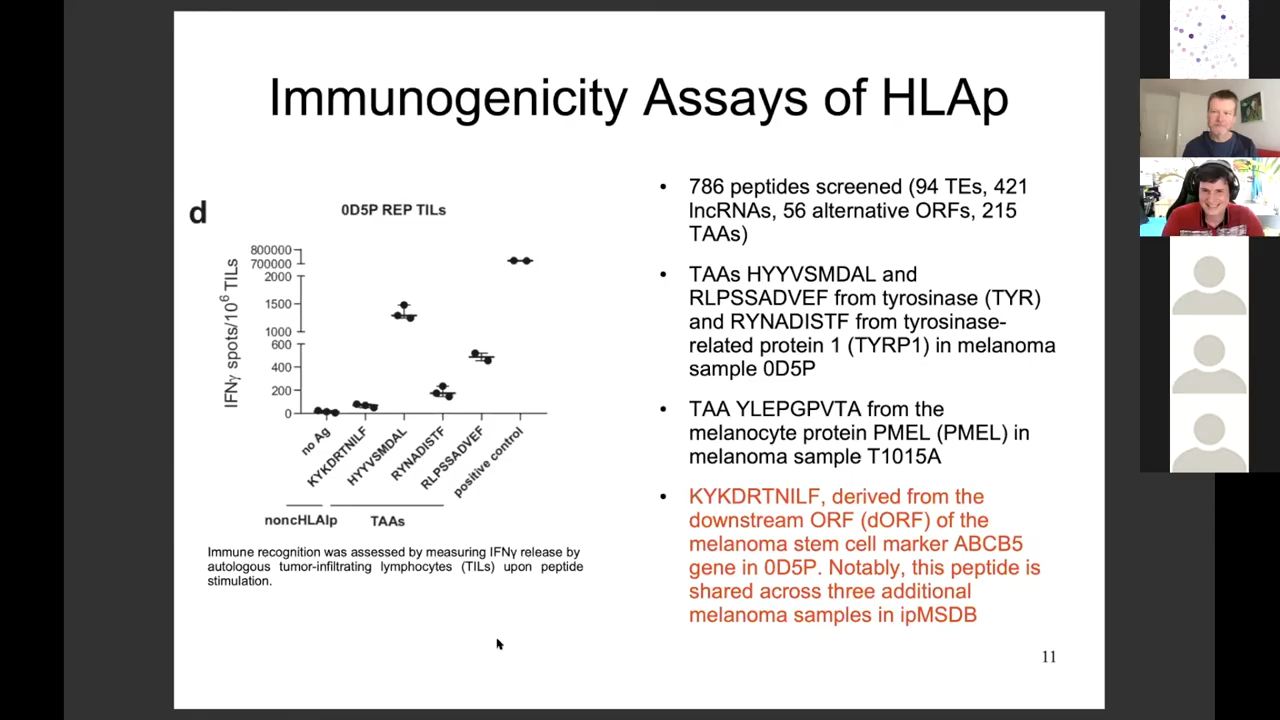 Immunogenicity Assays of HLAp
d
0D5P REP TILs
IFNγ spots/10⁶ TILs
800000
700000
2000
1500
1000
600
400
200
0
no Ag
KYKDRTNILF
HYYVSMDAL
RYNADISTF
RLPSSADVEF
positive control
noncHLAIp
TAAs
Immune recognition was assessed by measuring IFNγ release by
autologous tumor-infiltrating lymphocytes (TILs) upon peptide
stimulation.
• 786 peptides screened (94 TEs, 421
lncRNAs, 56 alternative ORFs, 215
TAAs)
• TAAs HYYVSMDAL and
RLPSSADVEF from tyrosinase (TYR)
and RYNADISTF from tyrosinase-
related protein 1 (TYRP1) in melanoma
sample 0D5P
• TAA YLEPGPVTA from the
melanocyte protein PMEL (PMEL) in
melanoma sample T1015A
• KYKDRTNILF, derived from the
downstream ORF (dORF) of the
melanoma stem cell marker ABCB5
gene in 0D5P. Notably, this peptide is
shared across three additional
melanoma samples in ipMSDB
11